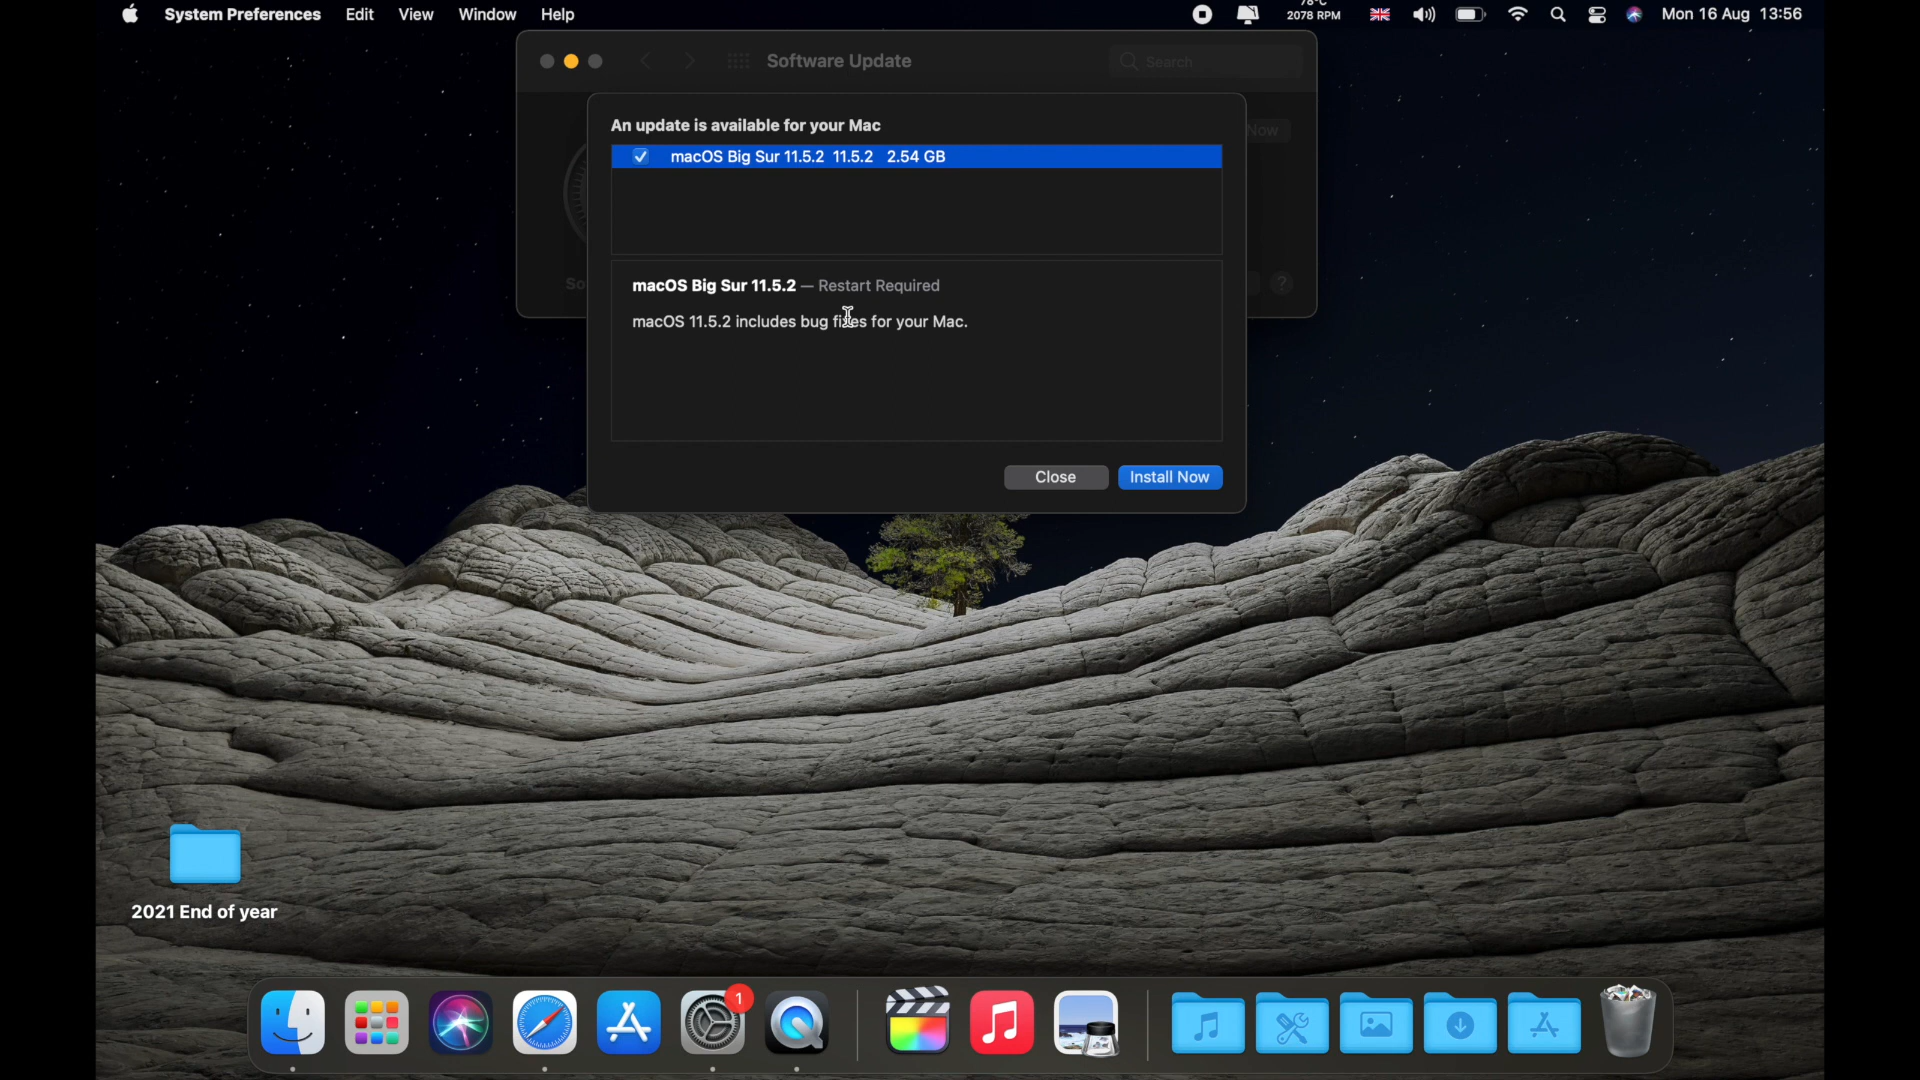 System Preferences Edit View Window Help
2078 RPM
Mon 16 Aug 13:56
Software Update
Search
An update is available for your Mac
Now
macOS Big Sur 11.5.2 11.5.2 2.54 GB
macOS Big Sur 11.5.2 — Restart Required
So
?
macOS 11.5.2 includes bug fixes for your Mac.
Close
Install Now
2021 End of year
1